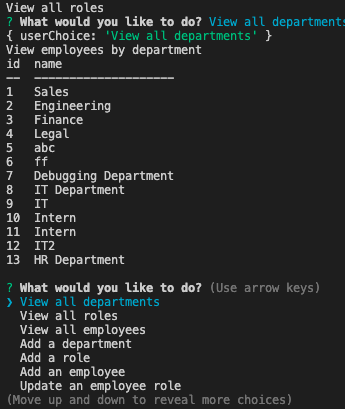 View all roles
? What would you like to do? View all departments
{ userChoice: 'View all departments' }
View employees by department
id  name
--  --------------------
1   Sales
2   Engineering
3   Finance
4   Legal
5   abc
6   ff
7   Debugging Department
8   IT Department
9   IT
10  Intern
11  Intern
12  IT2
13  HR Department
? What would you like to do? (Use arrow keys)
❯ View all departments
  View all roles
  View all employees
  Add a department
  Add a role
  Add an employee
  Update an employee role
(Move up and down to reveal more choices)